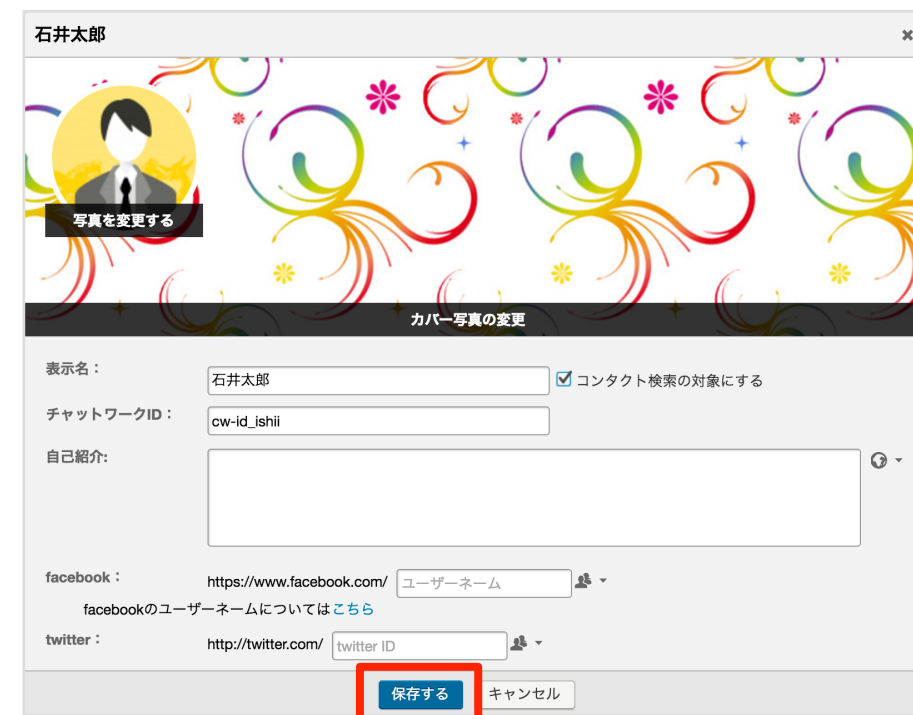 石井太郎
写真を変更する
カバー写真の変更
表示名：
石井太郎
コンタクト検索の対象にする
チャットワークID：
cw-id_ishii
自己紹介:
facebook：
https://www.facebook.com/ ユーザーネーム
facebookのユーザーネームについてはこちら
twitter：
http://twitter.com/ twitter ID
保存する キャンセル